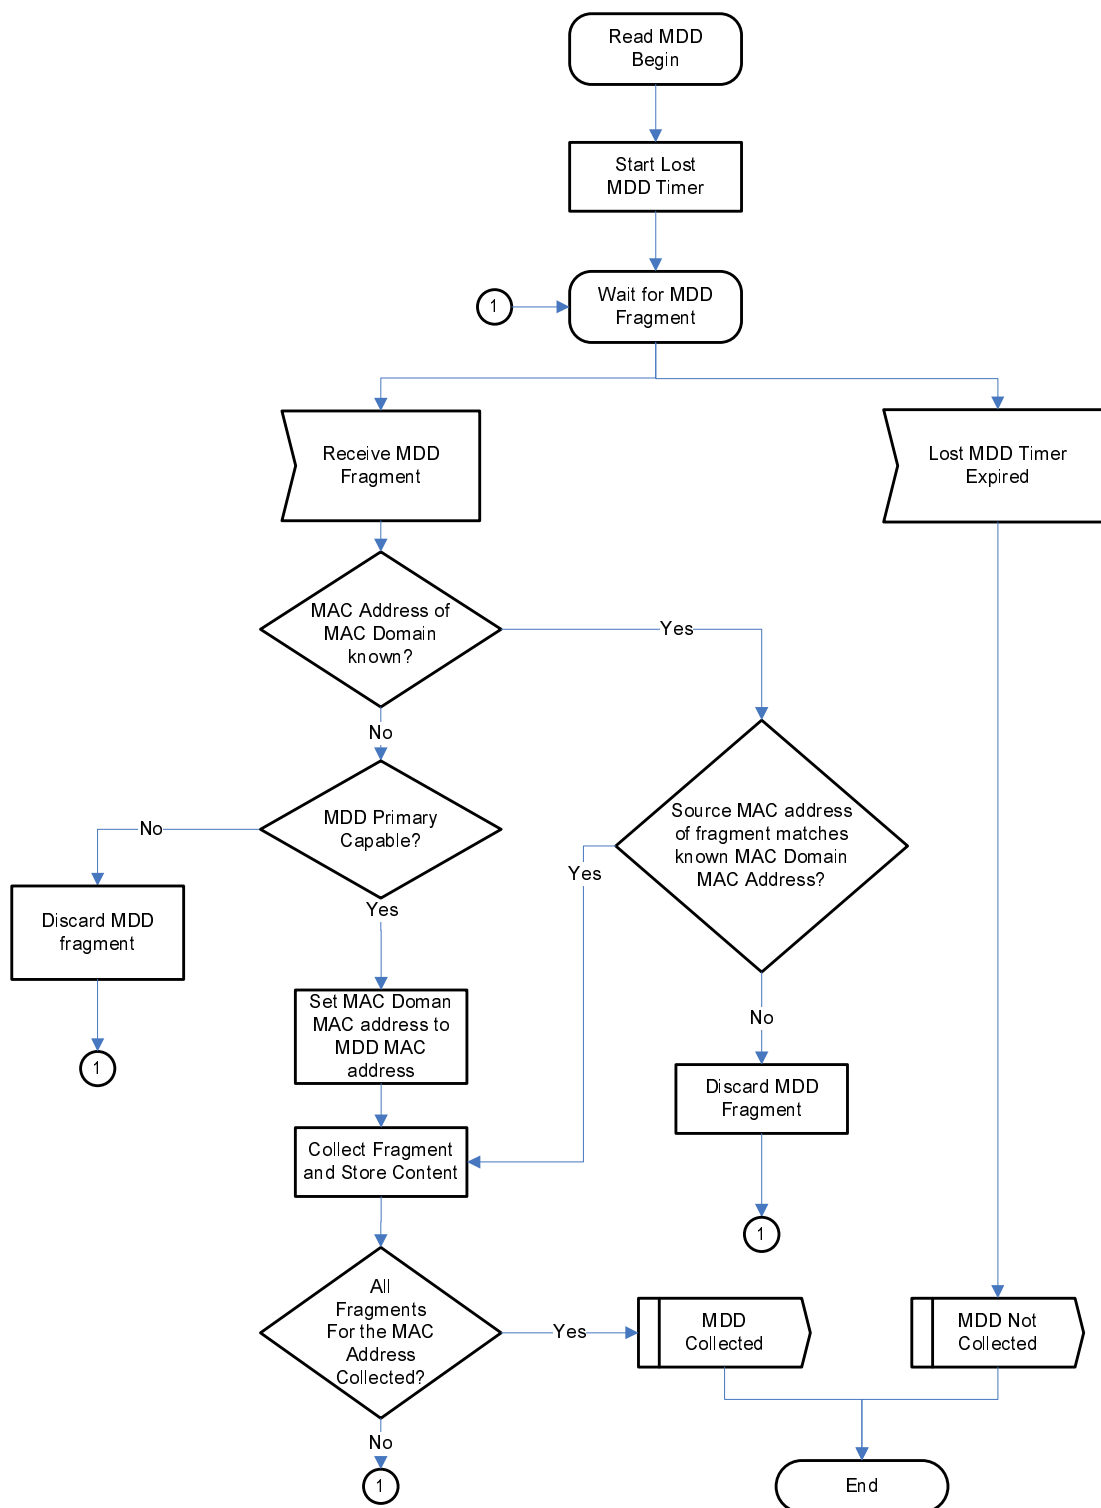 Read MDD
Begin
Start Lost
MDD Timer
1
Wait for MDD
Fragment
Receive MDD
Fragment
Lost MDD Timer
Expired
MAC Address of
MAC Domain
known?
Yes
No
MDD Primary
Capable?
No
Yes
Source MAC address
of fragment matches
known MAC Domain
MAC Address?
Yes
No
Discard MDD
fragment
1
Set MAC Doman
MAC address to
MDD MAC
address
Discard MDD
Fragment
1
Collect Fragment
and Store Content
All
Fragments
For the MAC
Address
Collected?
Yes
No
1
MDD
Collected
MDD Not
Collected
End